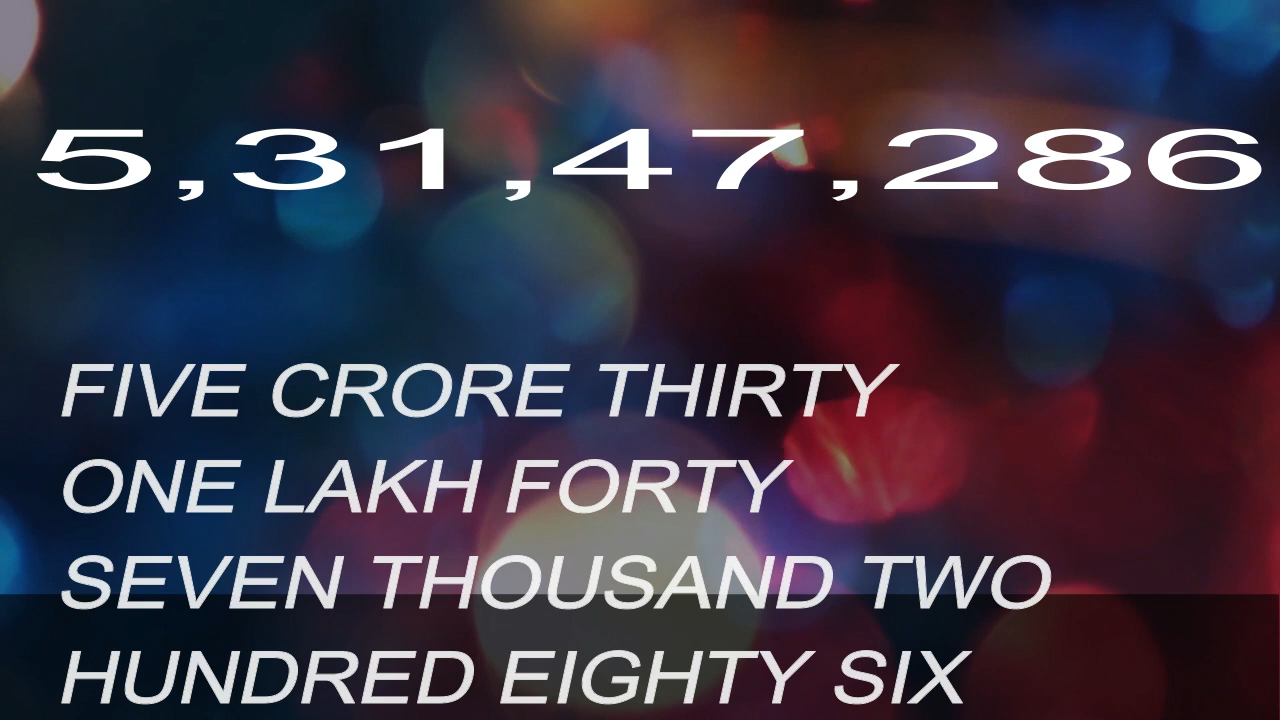 5,31,47,286
FIVE CRORE THIRTY
ONE LAKH FORTY
SEVEN THOUSAND TWO
HUNDRED EIGHTY SIX